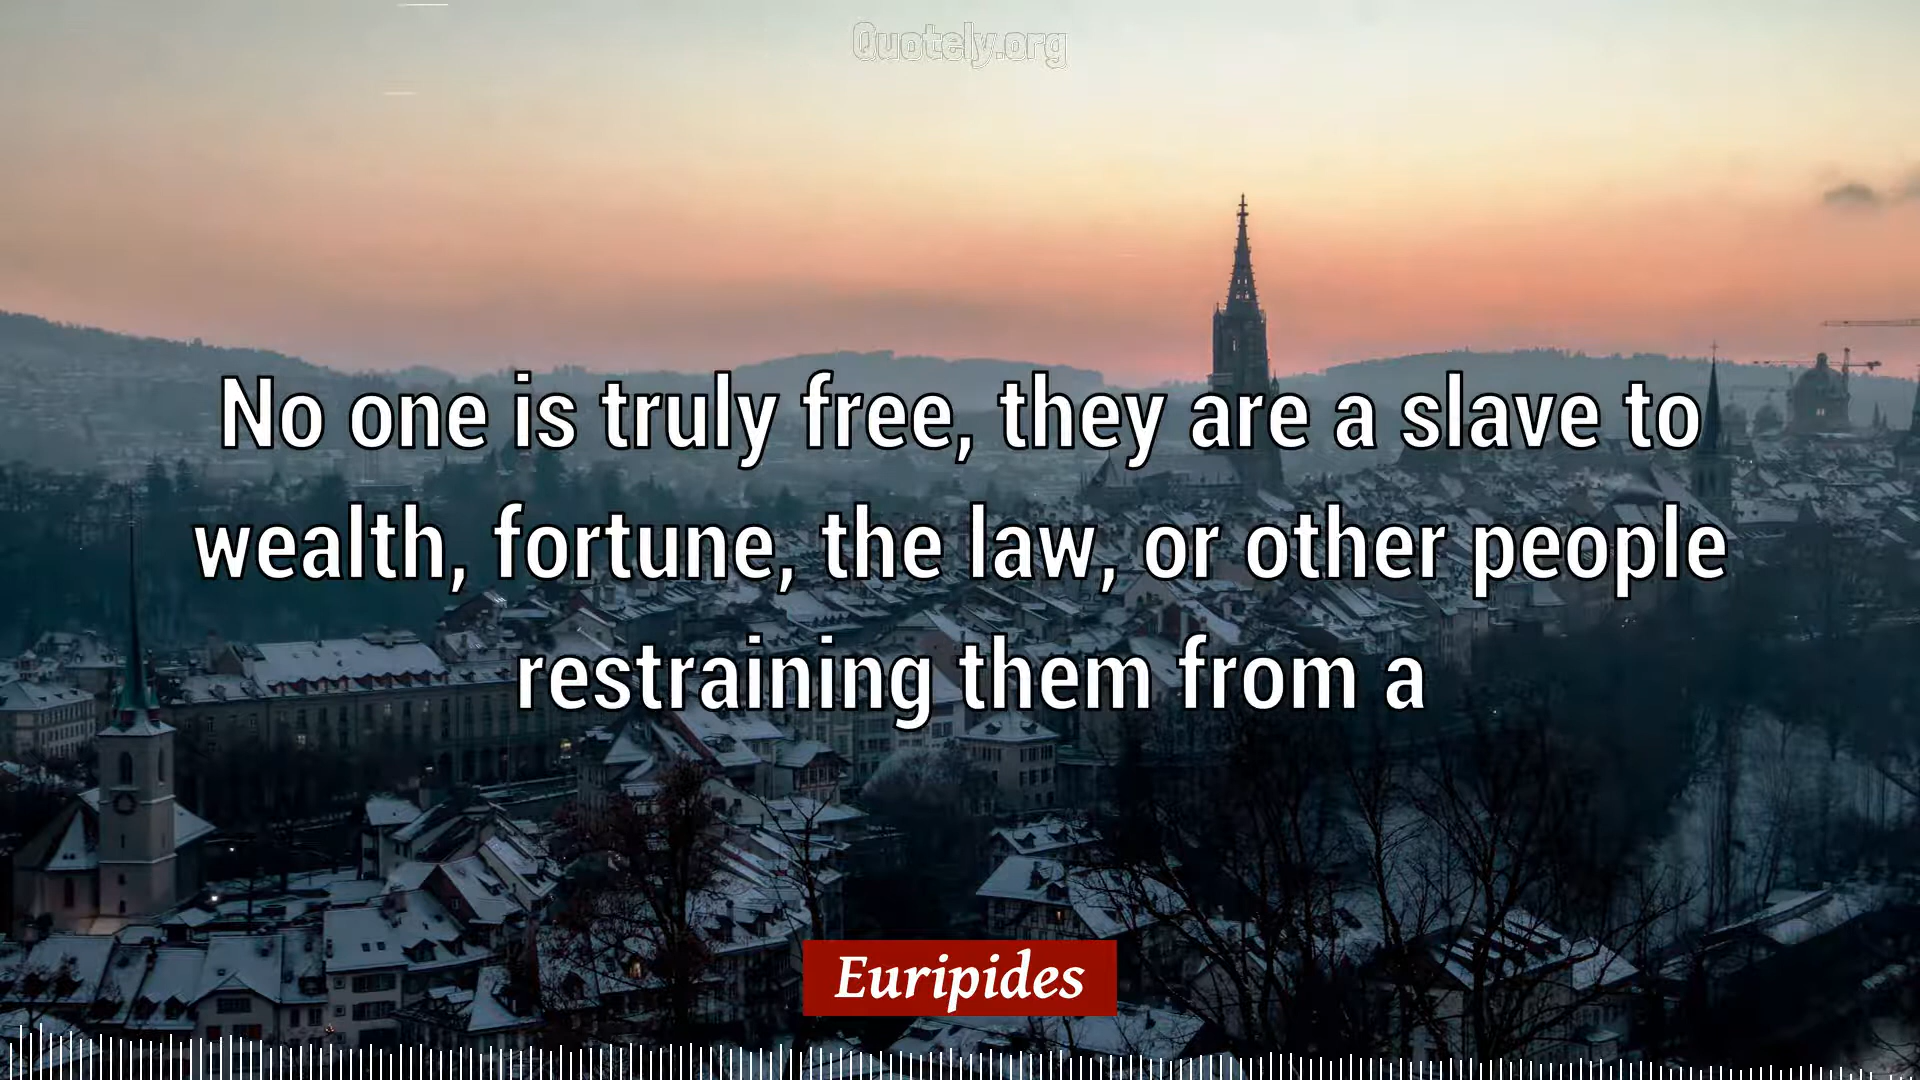 Quotely.org
No one is truly free, they are a slave to
wealth, fortune, the law, or other people
restraining them from a
Euripides